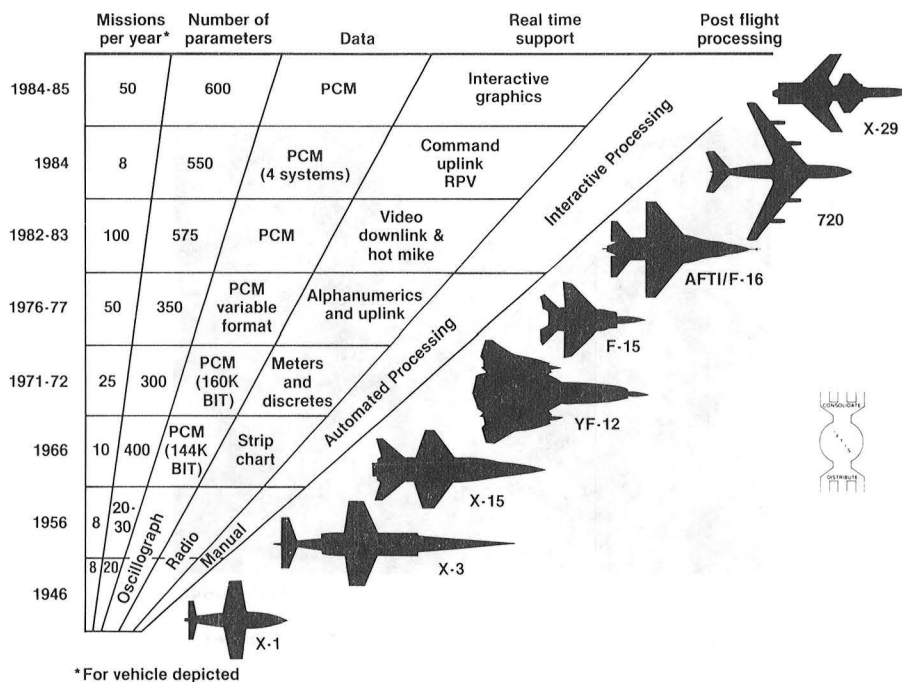 Missions per year*
Number of parameters
Data
Real time support
Post flight processing
1984-85
50
600
PCM
Interactive graphics
X-29
1984
8
550
PCM (4 systems)
Command uplink RPV
720
1982-83
100
575
PCM
Video downlink & hot mike
AFTI/F-16
1976-77
50
350
PCM variable format
Alphanumerics and uplink
F-15
1971-72
25
300
PCM (160K BIT)
Meters and discretes
YF-12
1966
10
400
PCM (144K BIT)
Strip chart
X-15
1956
8
20-30
X-3
8
20
1946
Oscillograph
Radio
Manual
Automated Processing
Interactive Processing
X-1
CONSOLIDATE
DISTRIBUTE
*For vehicle depicted